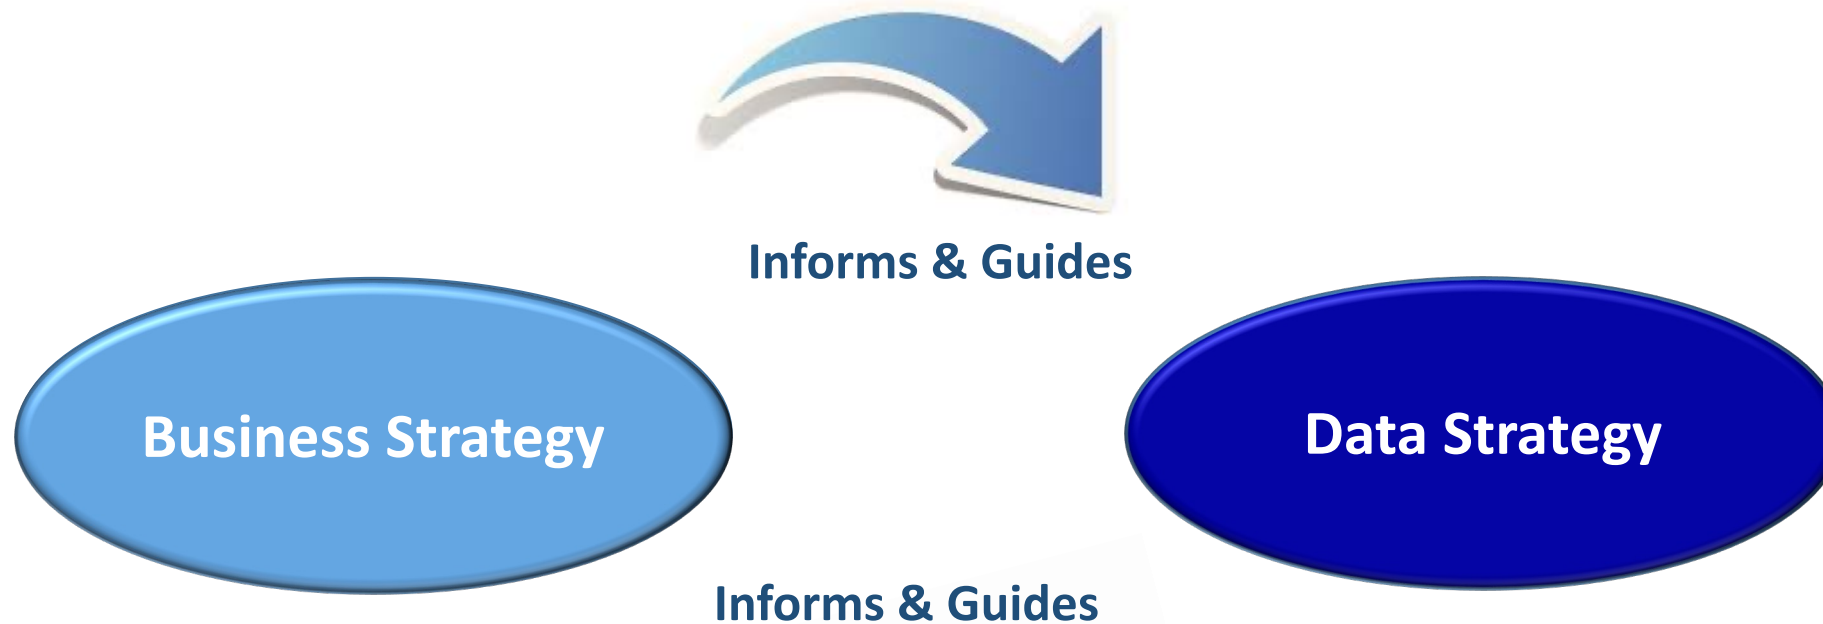 Informs & Guides
Business Strategy
Data Strategy
Informs & Guides